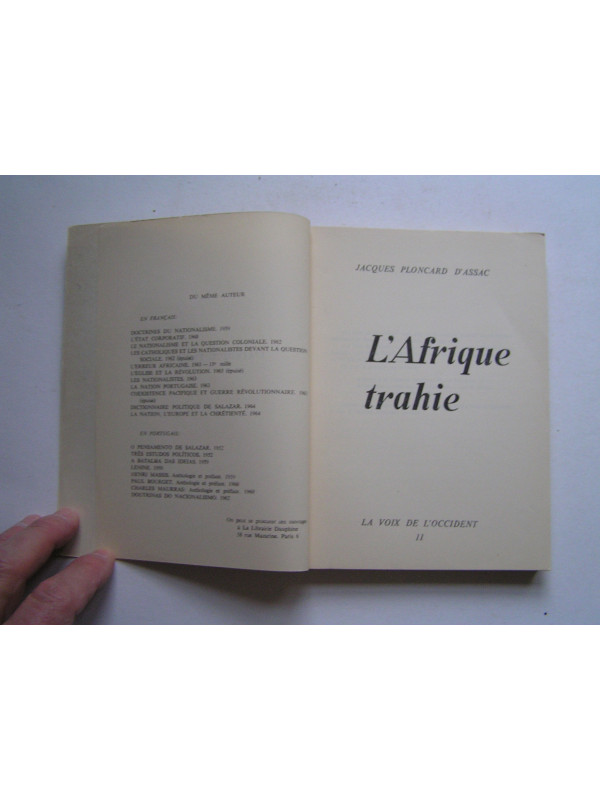 DU MÊME AUTEUR
EN FRANÇAIS:
DOCTRINES DU NATIONALISME. 1959
L'ÉTAT CORPORATIF. 1960
LE NATIONALISME ET LA QUESTION COLONIALE. 1962
LES CATHOLIQUES ET LES NATIONALISTES DEVANT LA QUESTION
SOCIALE. 1962 (épuisé)
L'ERREUR AFRICAINE. 1963 — mille
L'ÉGLISE ET LA RÉVOLUTION. 1963 (épuisé)
LES NATIONALISTES. 1963
LA NATION PORTUGAISE. 1963
COEXISTENCE PACIFIQUE ET GUERRE RÉVOLUTIONNAIRE. 1963
(épuisé)
DICTIONNAIRE POLITIQUE DE SALAZAR. 1964
LA NATION, L'EUROPE ET LA CHRÉTIENTÉ. 1964
EN PORTUGAIS:
O PENSAMENTO DE SALAZAR. 1952
TRÊS ESTUDOS POLÍTICOS. 1952
A BATALHA DAS IDEIAS. 1955
LÉNINE.
HENRI MASSIS. Anthologie et préface.
PAUL BOURGET. Anthologie et préface. 1960
CHARLES MAURRAS. Anthologie et préface. 1960
DOUTRINAS DO NACIONALISMO. 1962
On peut se procurer ces ouvrages
à La Librairie Dauphine
10 rue Mazarine. Paris 6
JACQUES PLONCARD D'ASSAC
L'Afrique
trahie
LA VOIX DE L'OCCIDENT
11